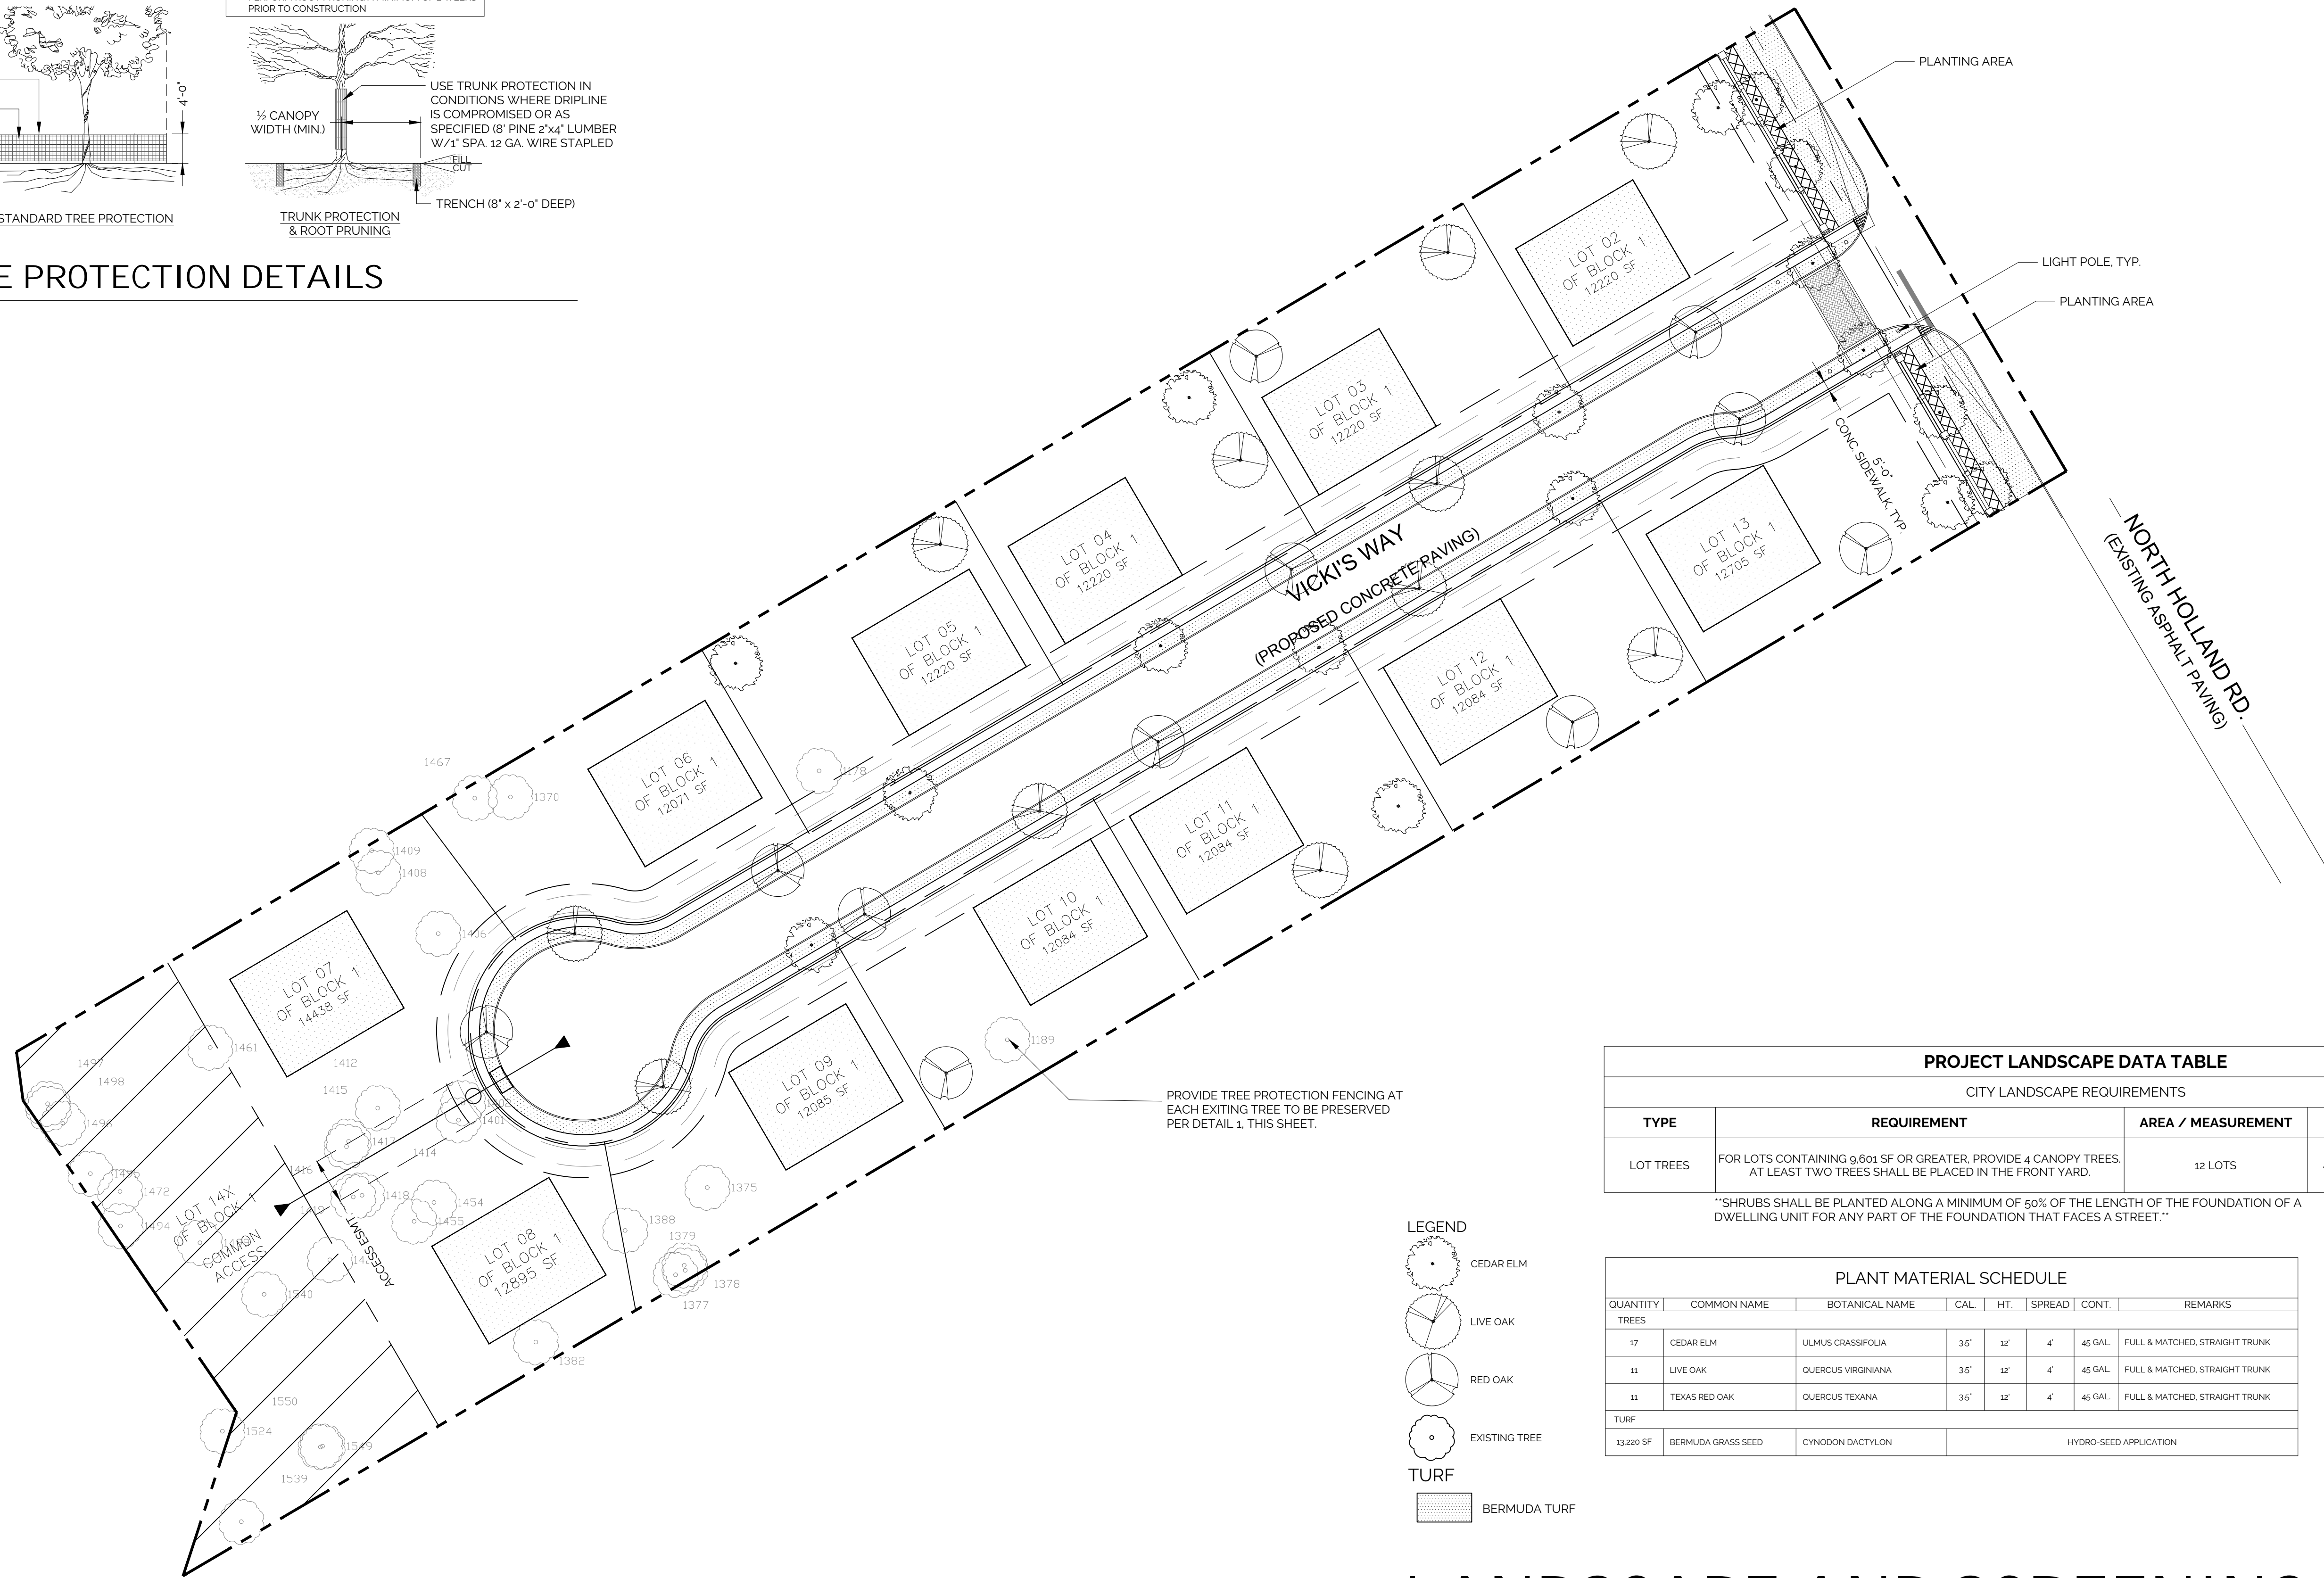 PRIOR TO CONSTRUCTION
4'-0"
STANDARD TREE PROTECTION
½ CANOPY
WIDTH (MIN.)
USE TRUNK PROTECTION IN
CONDITIONS WHERE DRIPLINE
IS COMPROMISED OR AS
SPECIFIED (8' PINE 2"x4" LUMBER
W/1" SPA. 12 GA. WIRE STAPLED
FILL
CUT
TRENCH (8" x 2'-0" DEEP)
TRUNK PROTECTION
& ROOT PRUNING
E PROTECTION DETAILS
PLANTING AREA
LIGHT POLE, TYP.
PLANTING AREA
LOT 02
OF BLOCK 1
12220 SF
LOT 03
OF BLOCK 1
12220 SF
LOT 04
OF BLOCK 1
12220 SF
LOT 05
OF BLOCK 1
12220 SF
LOT 06
OF BLOCK 1
12071 SF
LOT 07
OF BLOCK 1
14438 SF
LOT 08
OF BLOCK 1
12895 SF
LOT 09
OF BLOCK 1
12085 SF
LOT 10
OF BLOCK 1
12084 SF
LOT 11
OF BLOCK 1
12084 SF
LOT 12
OF BLOCK 1
12084 SF
LOT 13
OF BLOCK 1
12705 SF
LOT 14X
OF BLOCK 1
COMMON
ACCESS
ACCESS ESMT.
VICKI'S WAY
(PROPOSED CONCRETE PAVING)
5'-0"
CONC. SIDEWALK, TYP.
NORTH HOLLAND RD.
(EXISTING ASPHALT PAVING)
1467
1370
1178
1409
1408
1406
1461
1412
1415
1401
1417
1414
1416
1418
1419
1454
1455
1497
1498
1496
1495
1472
1494
1540
1550
1524
1549
1539
1375
1388
1379
1378
1377
1382
1189
PROVIDE TREE PROTECTION FENCING AT
EACH EXITING TREE TO BE PRESERVED
PER DETAIL 1, THIS SHEET.
PROJECT LANDSCAPE DATA TABLE
CITY LANDSCAPE REQUIREMENTS
TYPE REQUIREMENT AREA / MEASUREMENT
LOT TREES FOR LOTS CONTAINING 9,601 SF OR GREATER, PROVIDE 4 CANOPY TREES. 12 LOTS
AT LEAST TWO TREES SHALL BE PLACED IN THE FRONT YARD.
**SHRUBS SHALL BE PLANTED ALONG A MINIMUM OF 50% OF THE LENGTH OF THE FOUNDATION OF A
DWELLING UNIT FOR ANY PART OF THE FOUNDATION THAT FACES A STREET.**
LEGEND
CEDAR ELM
LIVE OAK
RED OAK
EXISTING TREE
TURF
BERMUDA TURF
PLANT MATERIAL SCHEDULE
QUANTITY COMMON NAME BOTANICAL NAME CAL. HT. SPREAD CONT. REMARKS
TREES
17 CEDAR ELM ULMUS CRASSIFOLIA 3.5" 12' 4' 45 GAL. FULL & MATCHED, STRAIGHT TRUNK
11 LIVE OAK QUERCUS VIRGINIANA 3.5" 12' 4' 45 GAL. FULL & MATCHED, STRAIGHT TRUNK
11 TEXAS RED OAK QUERCUS TEXANA 3.5" 12' 4' 45 GAL. FULL & MATCHED, STRAIGHT TRUNK
TURF
13,220 SF BERMUDA GRASS SEED CYNODON DACTYLON HYDRO-SEED APPLICATION
LANDSCAPE AND SCREENING